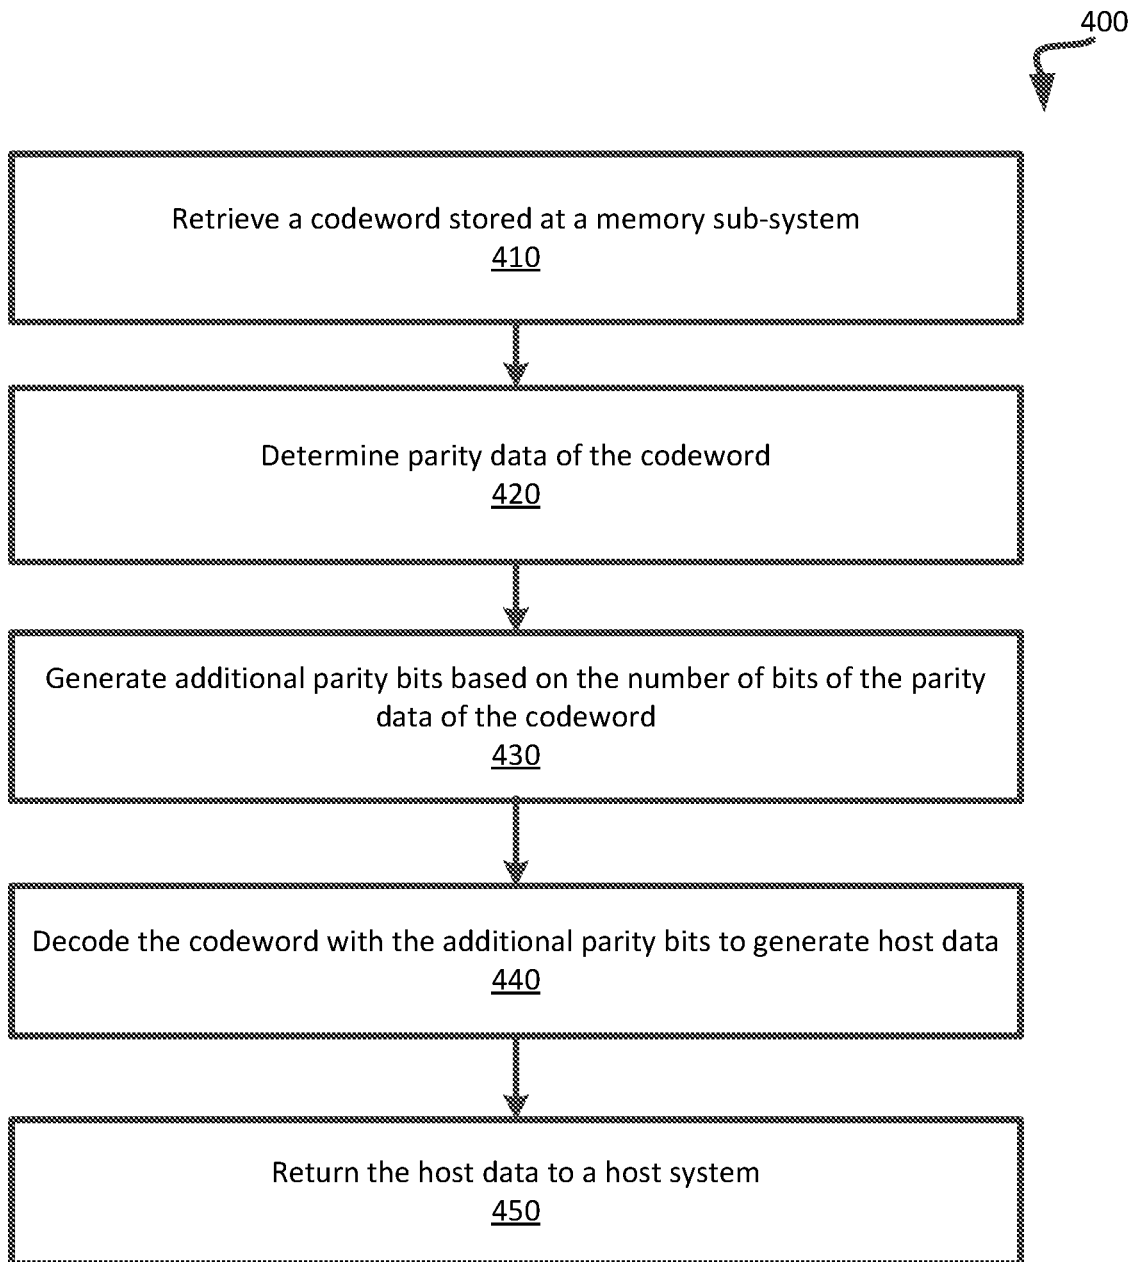 400
Retrieve a codeword stored at a memory sub-system
410
Determine parity data of the codeword
420
Generate additional parity bits based on the number of bits of the parity
data of the codeword
430
Decode the codeword with the additional parity bits to generate host data
440
Return the host data to a host system
450